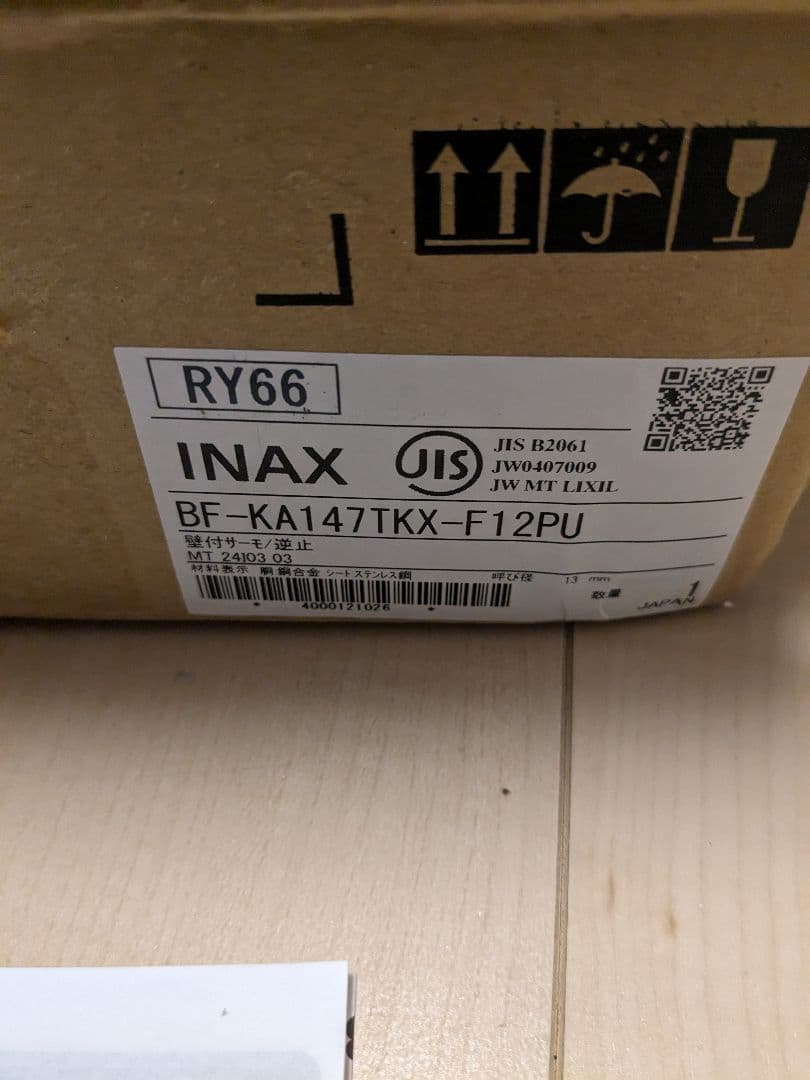 RY66
INAX
JIS
JIS B2061
JW0407009
JW MT LIXIL
BF-KA147TKX-F12PU
壁付サーモ/逆止
MT 24I03 03
材料表示 胴 銅合金 シート ステンレス鋼 呼び径 13 mm
* 4000121026 *
数量 1
JAPAN